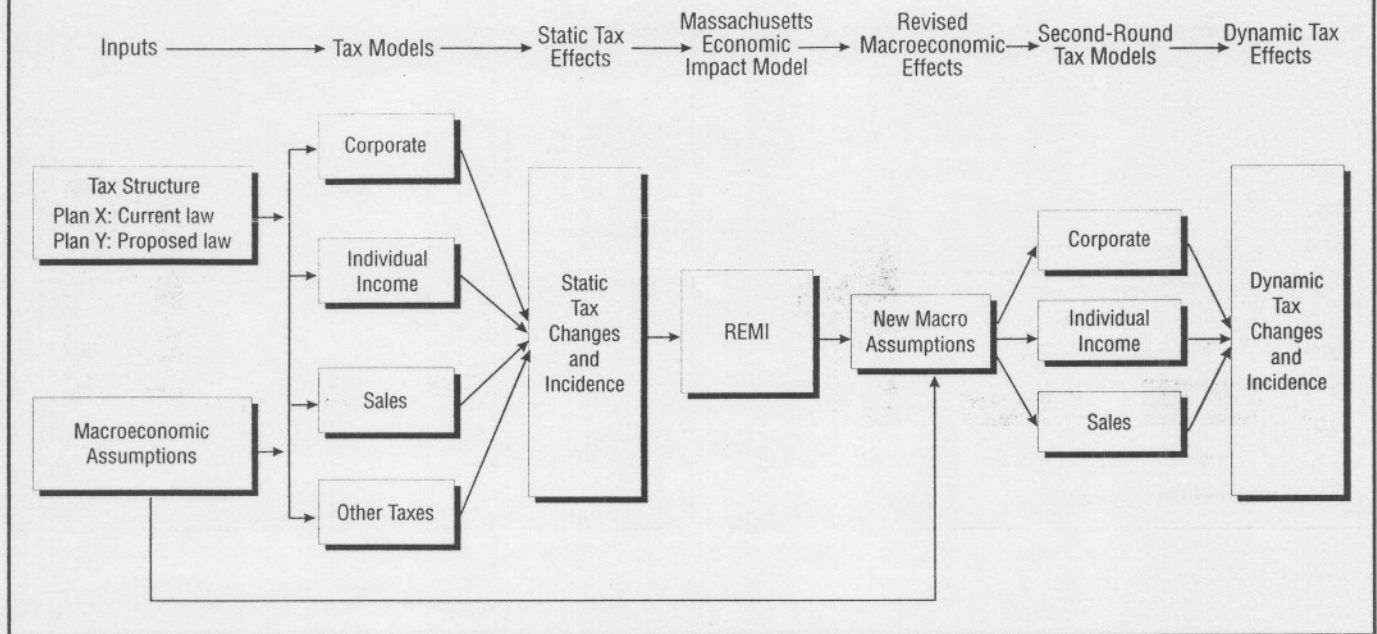 Inputs
Tax Models
Static Tax
Effects
Massachusetts
Economic
Impact Model
Revised
Macroeconomic
Effects
Second-Round
Tax Models
Dynamic Tax
Effects
Tax Structure
Plan X: Current law
Plan Y: Proposed law
Macroeconomic
Assumptions
Corporate
Individual
Income
Sales
Other Taxes
Static
Tax
Changes
and
Incidence
REMI
New Macro
Assumptions
Corporate
Individual
Income
Sales
Dynamic
Tax
Changes
and
Incidence